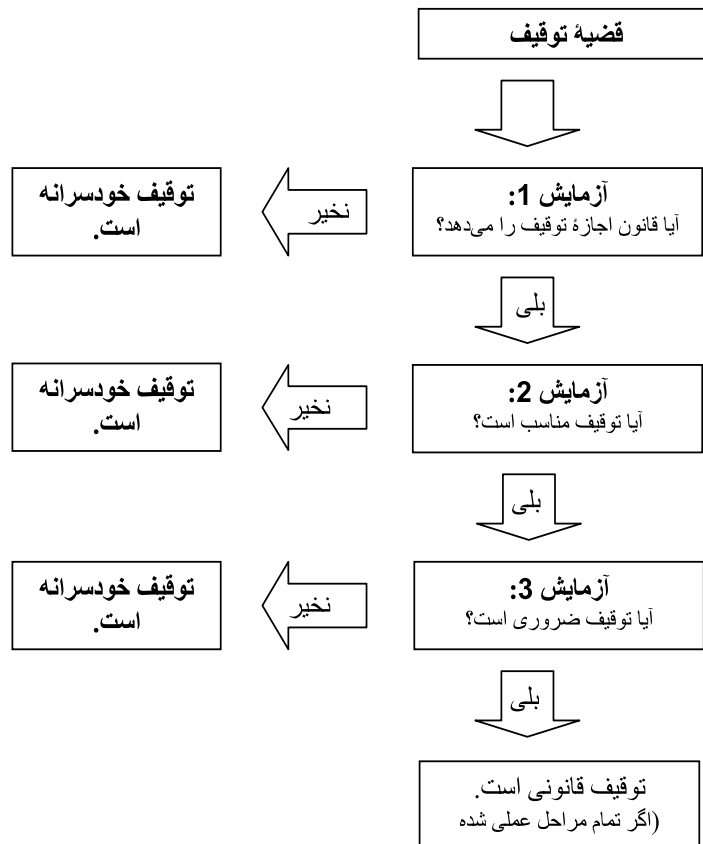 قضیۀ توقیف
آزمایش 1:
آیا قانون اجازۀ توقیف را می‌دهد؟
نخیر
توقیف خودسرانه
است.
بلی
آزمایش 2:
آیا توقیف مناسب است؟
نخیر
توقیف خودسرانه
است.
بلی
آزمایش 3:
آیا توقیف ضروری است؟
نخیر
توقیف خودسرانه
است.
بلی
توقیف قانونی است.
(اگر تمام مراحل عملی شده